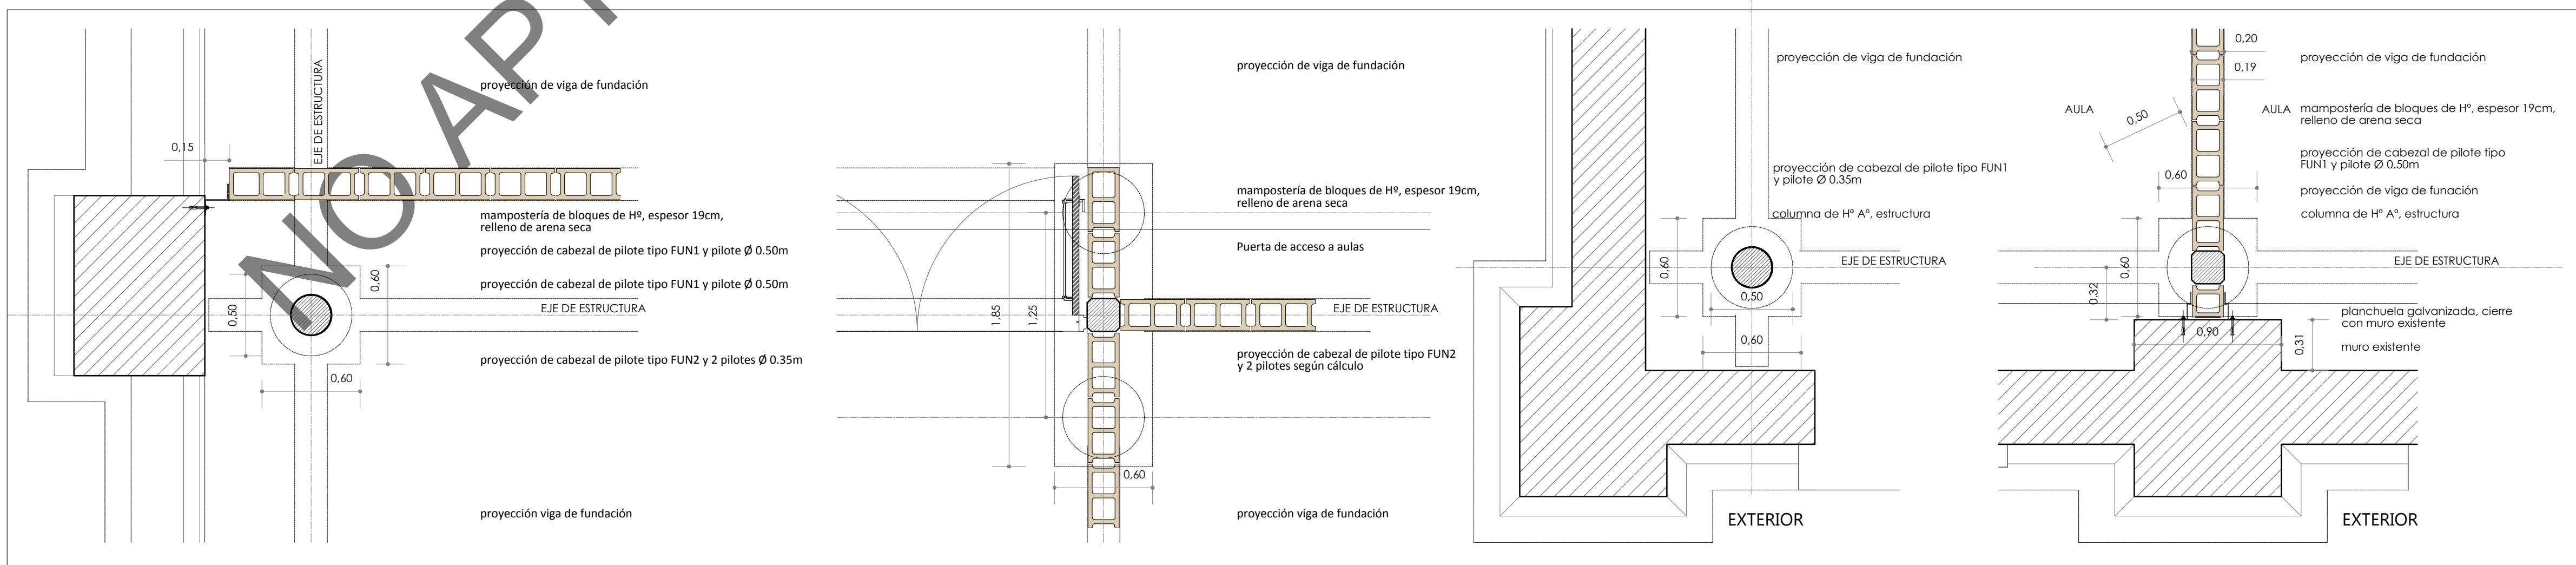 NO APT
EJE DE ESTRUCTURA
proyección de viga de fundación
0,15
mampostería de bloques de Hº, espesor 19cm,
relleno de arena seca
proyección de cabezal de pilote tipo FUN1 y pilote Ø 0.50m
proyección de cabezal de pilote tipo FUN1 y pilote Ø 0.50m
0,60
0,50
EJE DE ESTRUCTURA
proyección de cabezal de pilote tipo FUN2 y 2 pilotes Ø 0.35m
0,60
proyección viga de fundación
proyección de viga de fundación
mampostería de bloques de Hº, espesor 19cm,
relleno de arena seca
Puerta de acceso a aulas
1,85
1,25
EJE DE ESTRUCTURA
proyección de cabezal de pilote tipo FUN2
y 2 pilotes según cálculo
0,60
proyección viga de fundación
proyección de viga de fundación
proyección de cabezal de pilote tipo FUN1
y pilote Ø 0.35m
columna de Hº Aº, estructura
0,60
EJE DE ESTRUCTURA
0,50
0,60
EXTERIOR
0,20
proyección de viga de fundación
0,19
AULA
0,50
AULA
mampostería de bloques de Hº, espesor 19cm,
relleno de arena seca
proyección de cabezal de pilote tipo
FUN1 y pilote Ø 0.50m
0,60
proyección de viga de funación
columna de Hº Aº, estructura
0,60
EJE DE ESTRUCTURA
0,32
planchuela galvanizada, cierre
con muro existente
0,90
0,31
muro existente
EXTERIOR